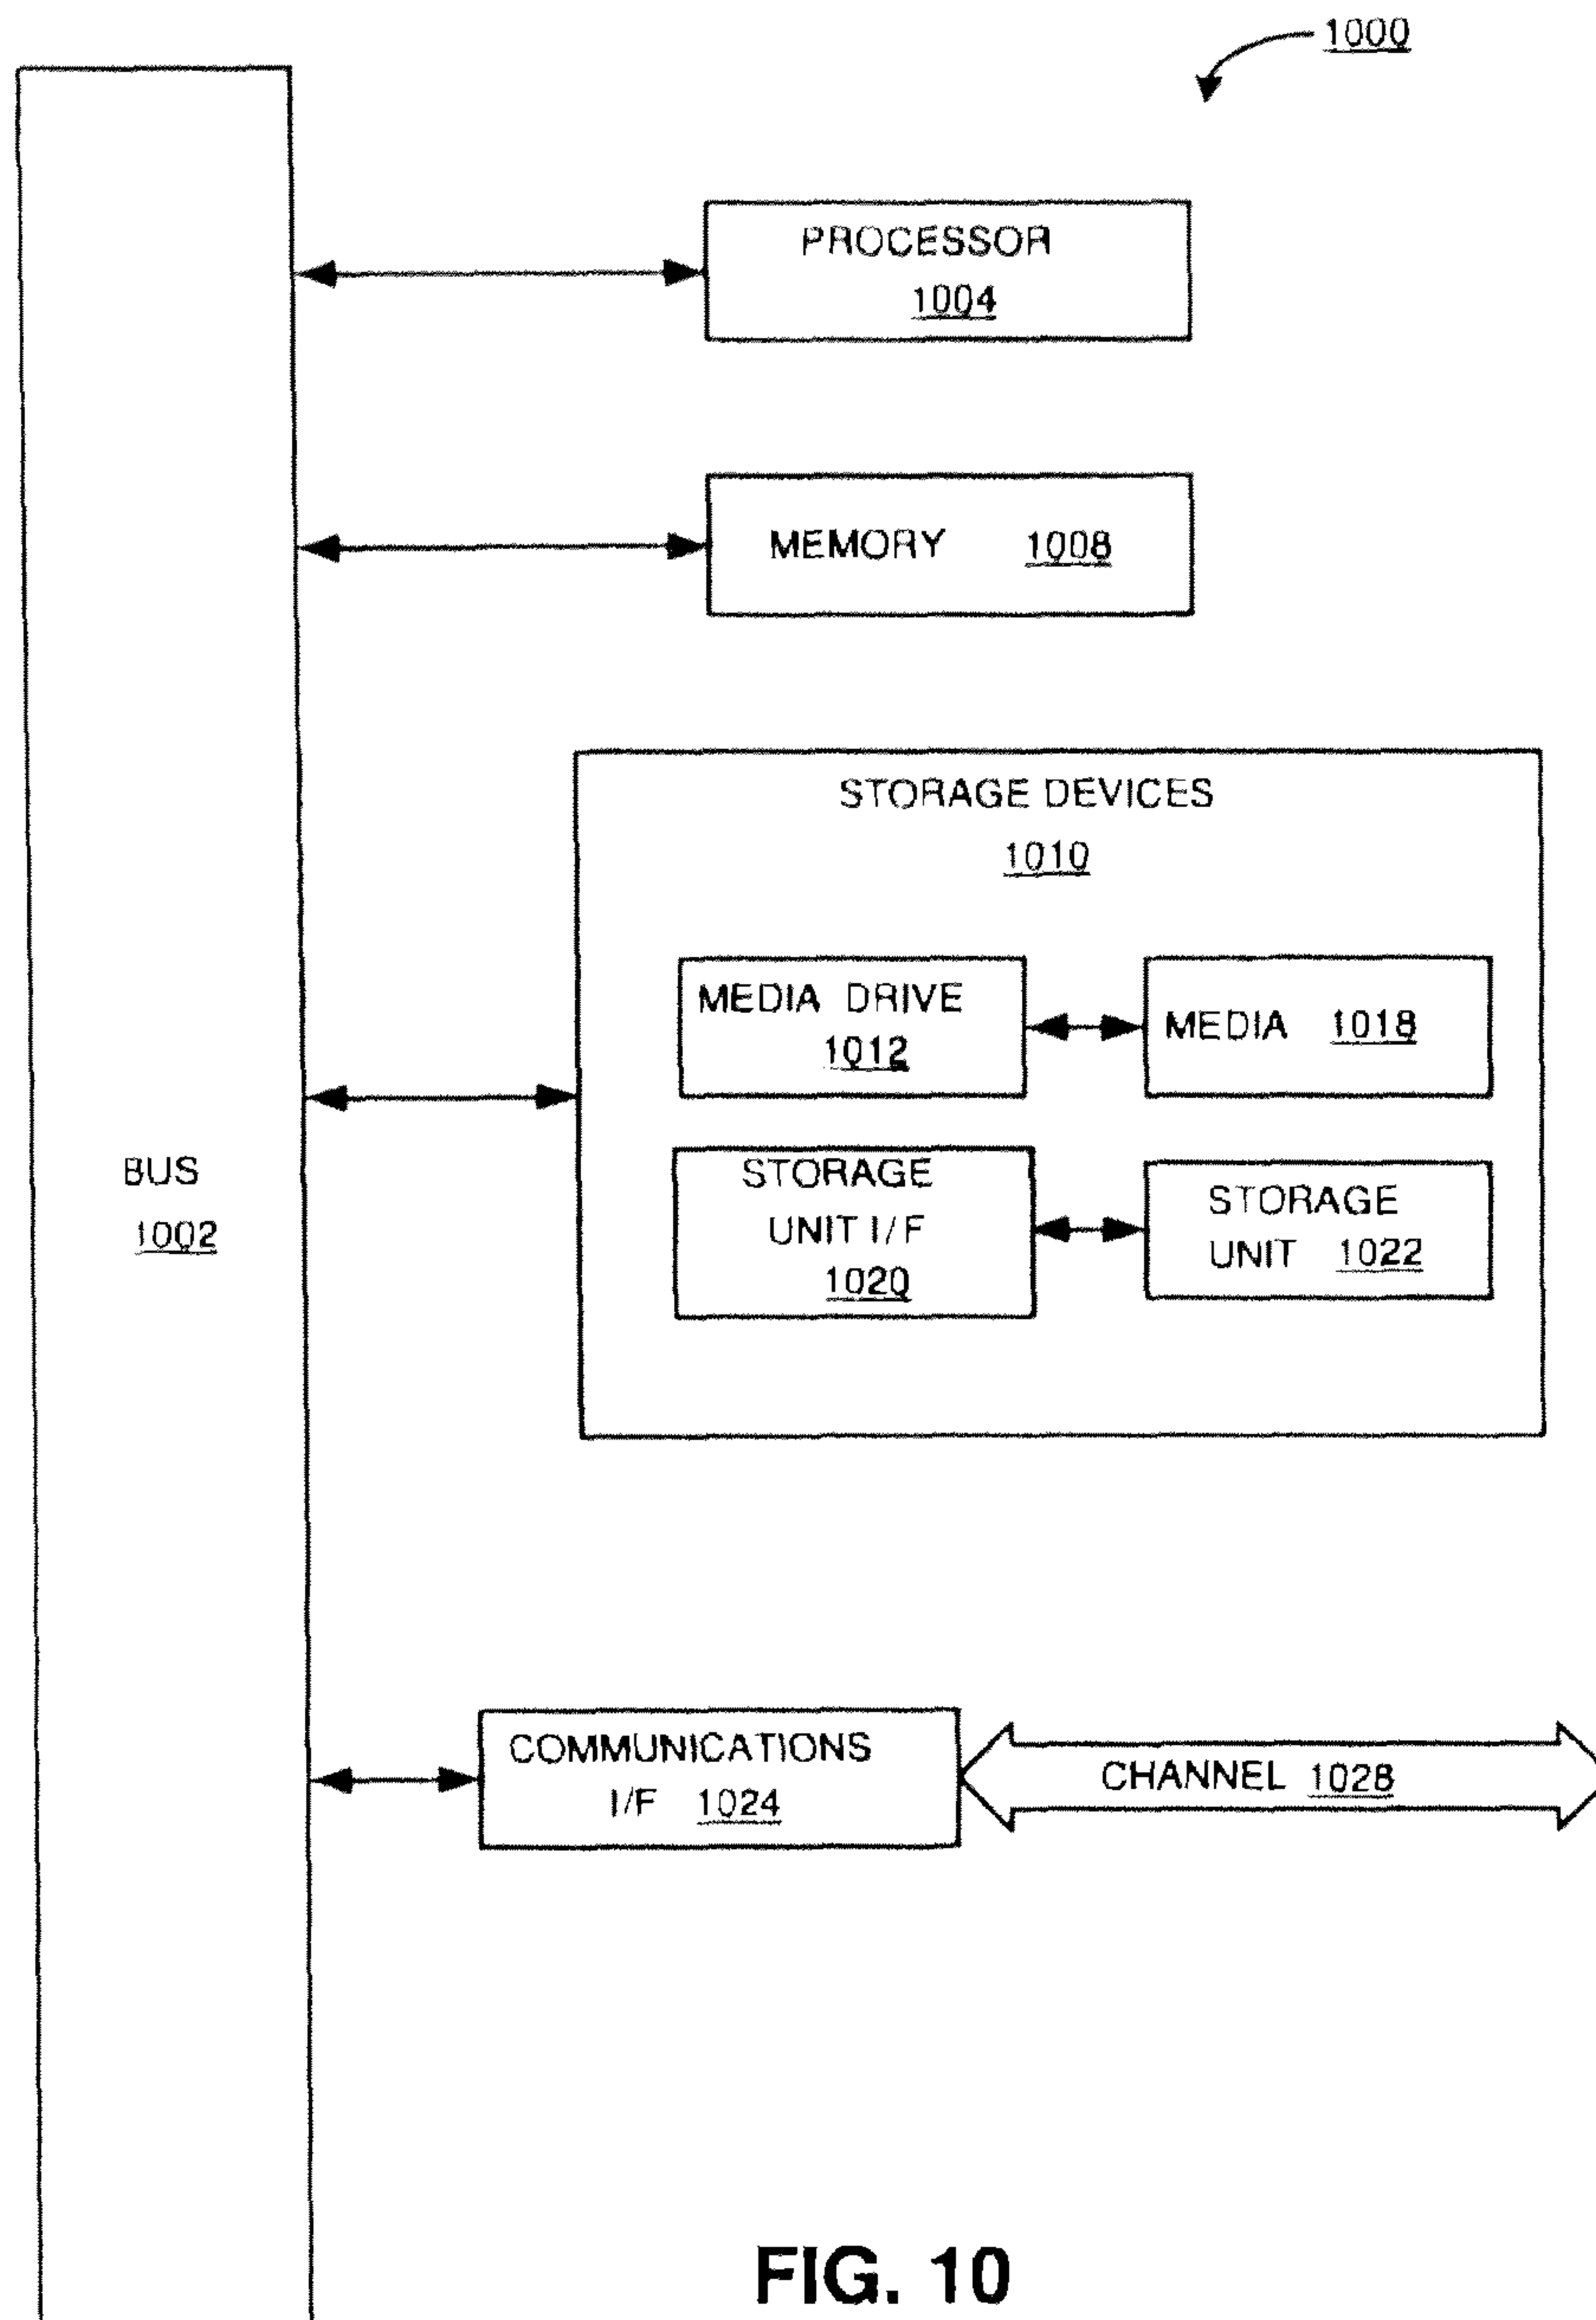 1000
PROCESSOR
1004
MEMORY 1008
STORAGE DEVICES
1010
MEDIA DRIVE
1012
MEDIA 1018
STORAGE
UNIT I/F
1020
STORAGE
UNIT 1022
BUS
1002
COMMUNICATIONS
I/F 1024
CHANNEL 1028
FIG. 10